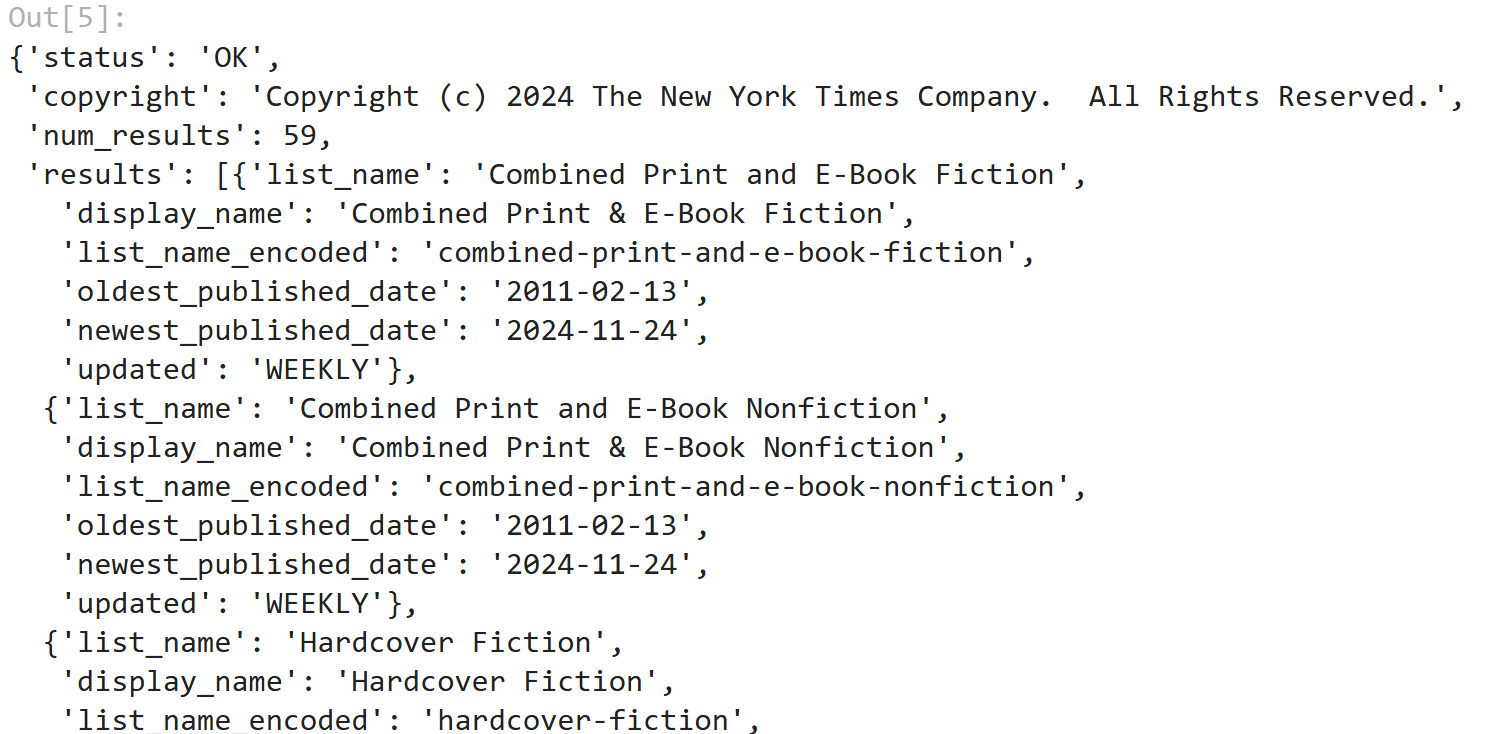 Out[5]:
{'status': 'OK',
 'copyright': 'Copyright (c) 2024 The New York Times Company.  All Rights Reserved.',
 'num_results': 59,
 'results': [{'list_name': 'Combined Print and E-Book Fiction',
   'display_name': 'Combined Print & E-Book Fiction',
   'list_name_encoded': 'combined-print-and-e-book-fiction',
   'oldest_published_date': '2011-02-13',
   'newest_published_date': '2024-11-24',
   'updated': 'WEEKLY'},
  {'list_name': 'Combined Print and E-Book Nonfiction',
   'display_name': 'Combined Print & E-Book Nonfiction',
   'list_name_encoded': 'combined-print-and-e-book-nonfiction',
   'oldest_published_date': '2011-02-13',
   'newest_published_date': '2024-11-24',
   'updated': 'WEEKLY'},
  {'list_name': 'Hardcover Fiction',
   'display_name': 'Hardcover Fiction',
   'list_name_encoded': 'hardcover-fiction',